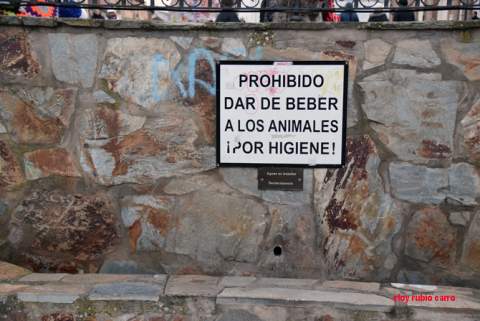 PROHIBIDO
DAR DE BEBER
A LOS ANIMALES
¡POR HIGIENE!
eloy rubio carro